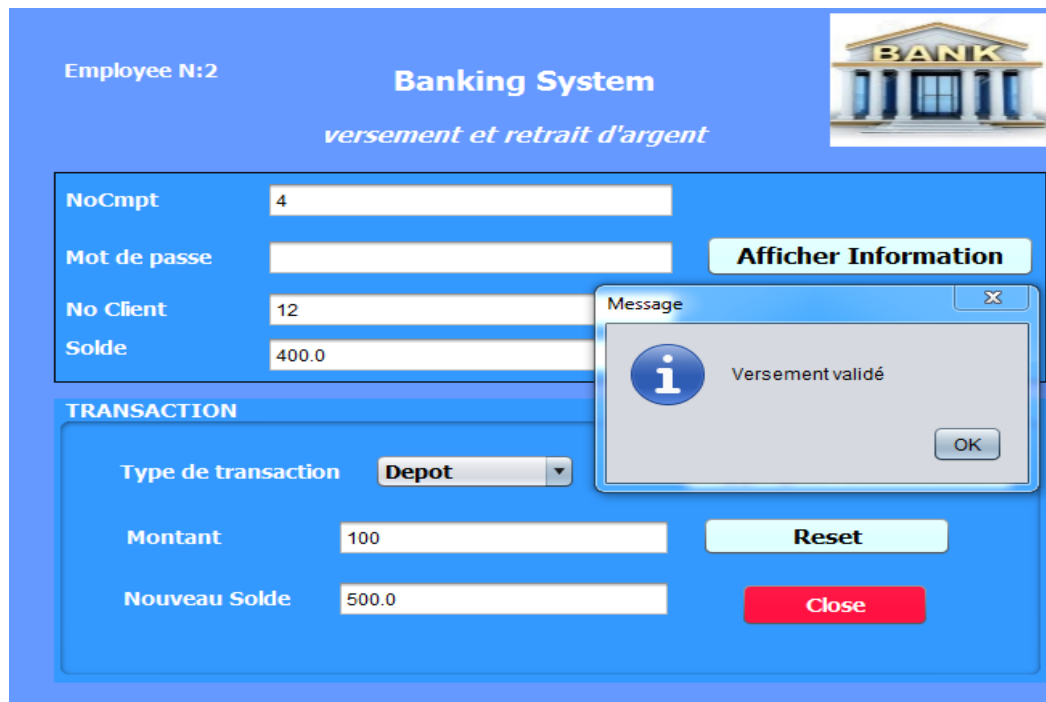 Employee N:2
BANK
Banking System
versement et retrait d'argent
NoCmpt 4
Mot de passe Afficher Information
No Client 12
Message
Solde 400.0
Versement validé
OK
TRANSACTION
Type de transaction Depot
Montant 100 Reset
Nouveau Solde 500.0 Close